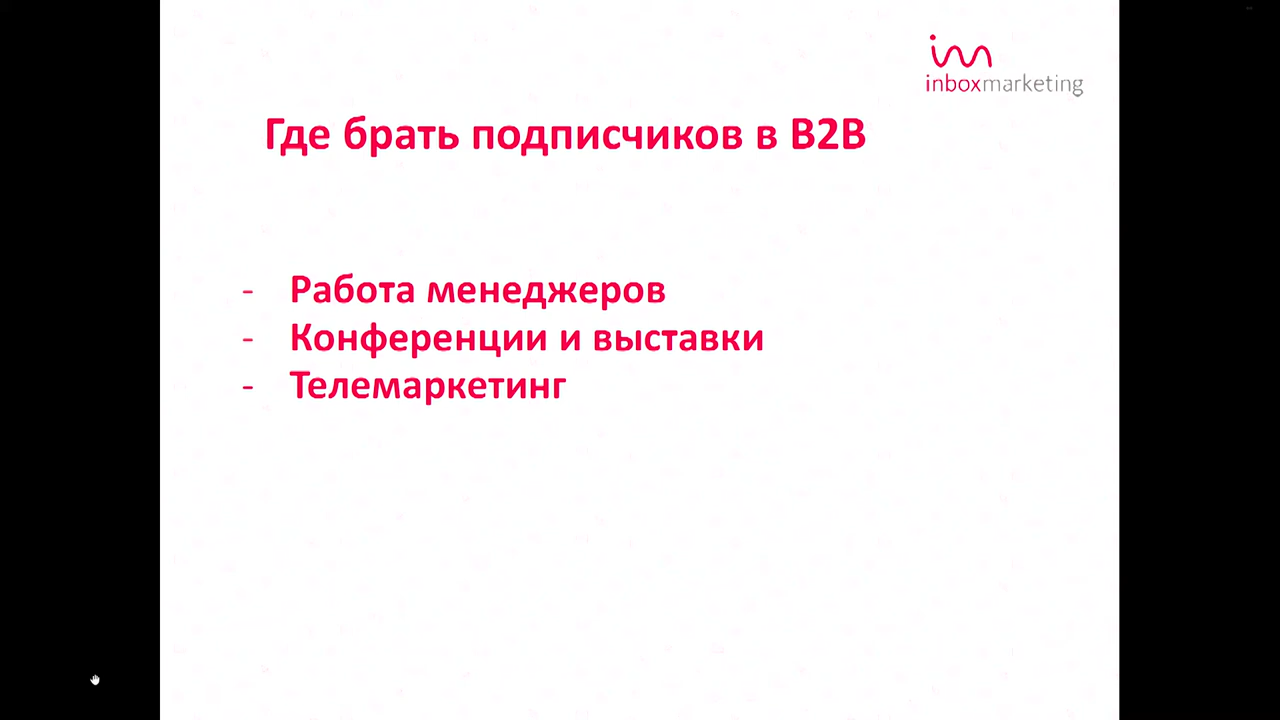 inboxmarketing
Где брать подписчиков в B2B
- Работа менеджеров
- Конференции и выставки
- Телемаркетинг